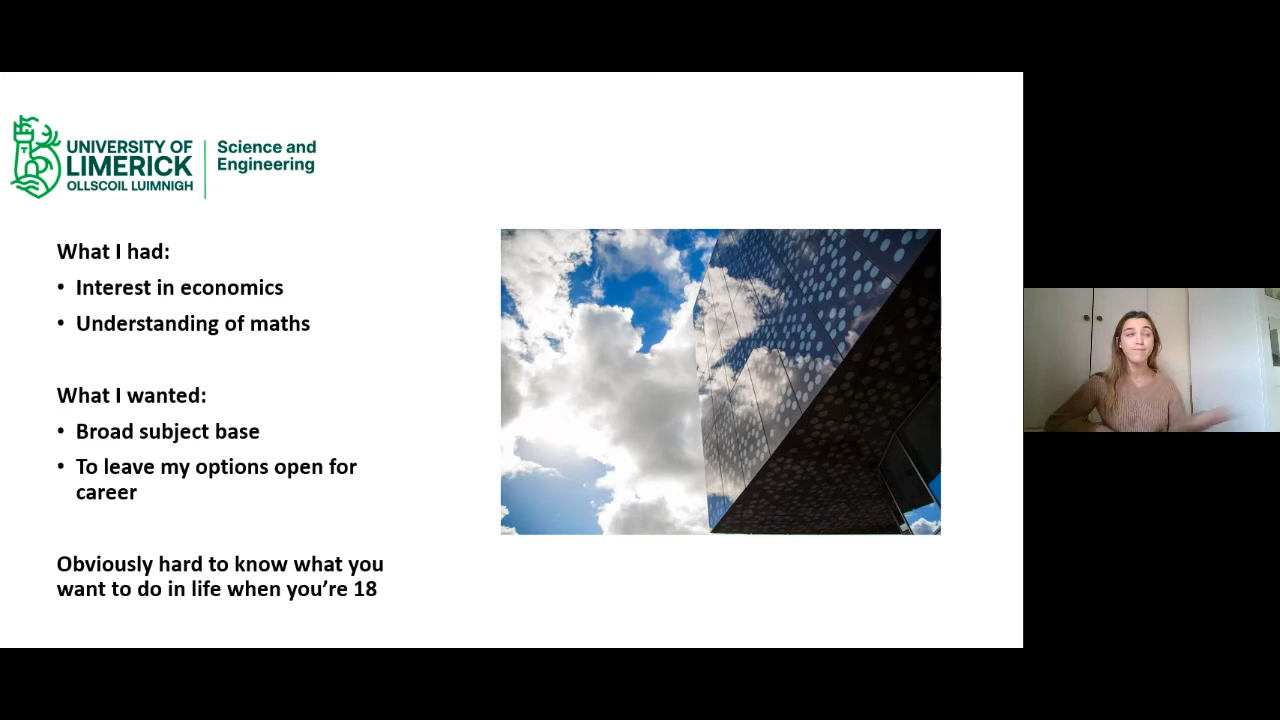 UNIVERSITY OF
LIMERICK
OLLSCOIL LUIMNIGH
Science and
Engineering
What I had:
• Interest in economics
• Understanding of maths
What I wanted:
• Broad subject base
• To leave my options open for
career
Obviously hard to know what you
want to do in life when you’re 18